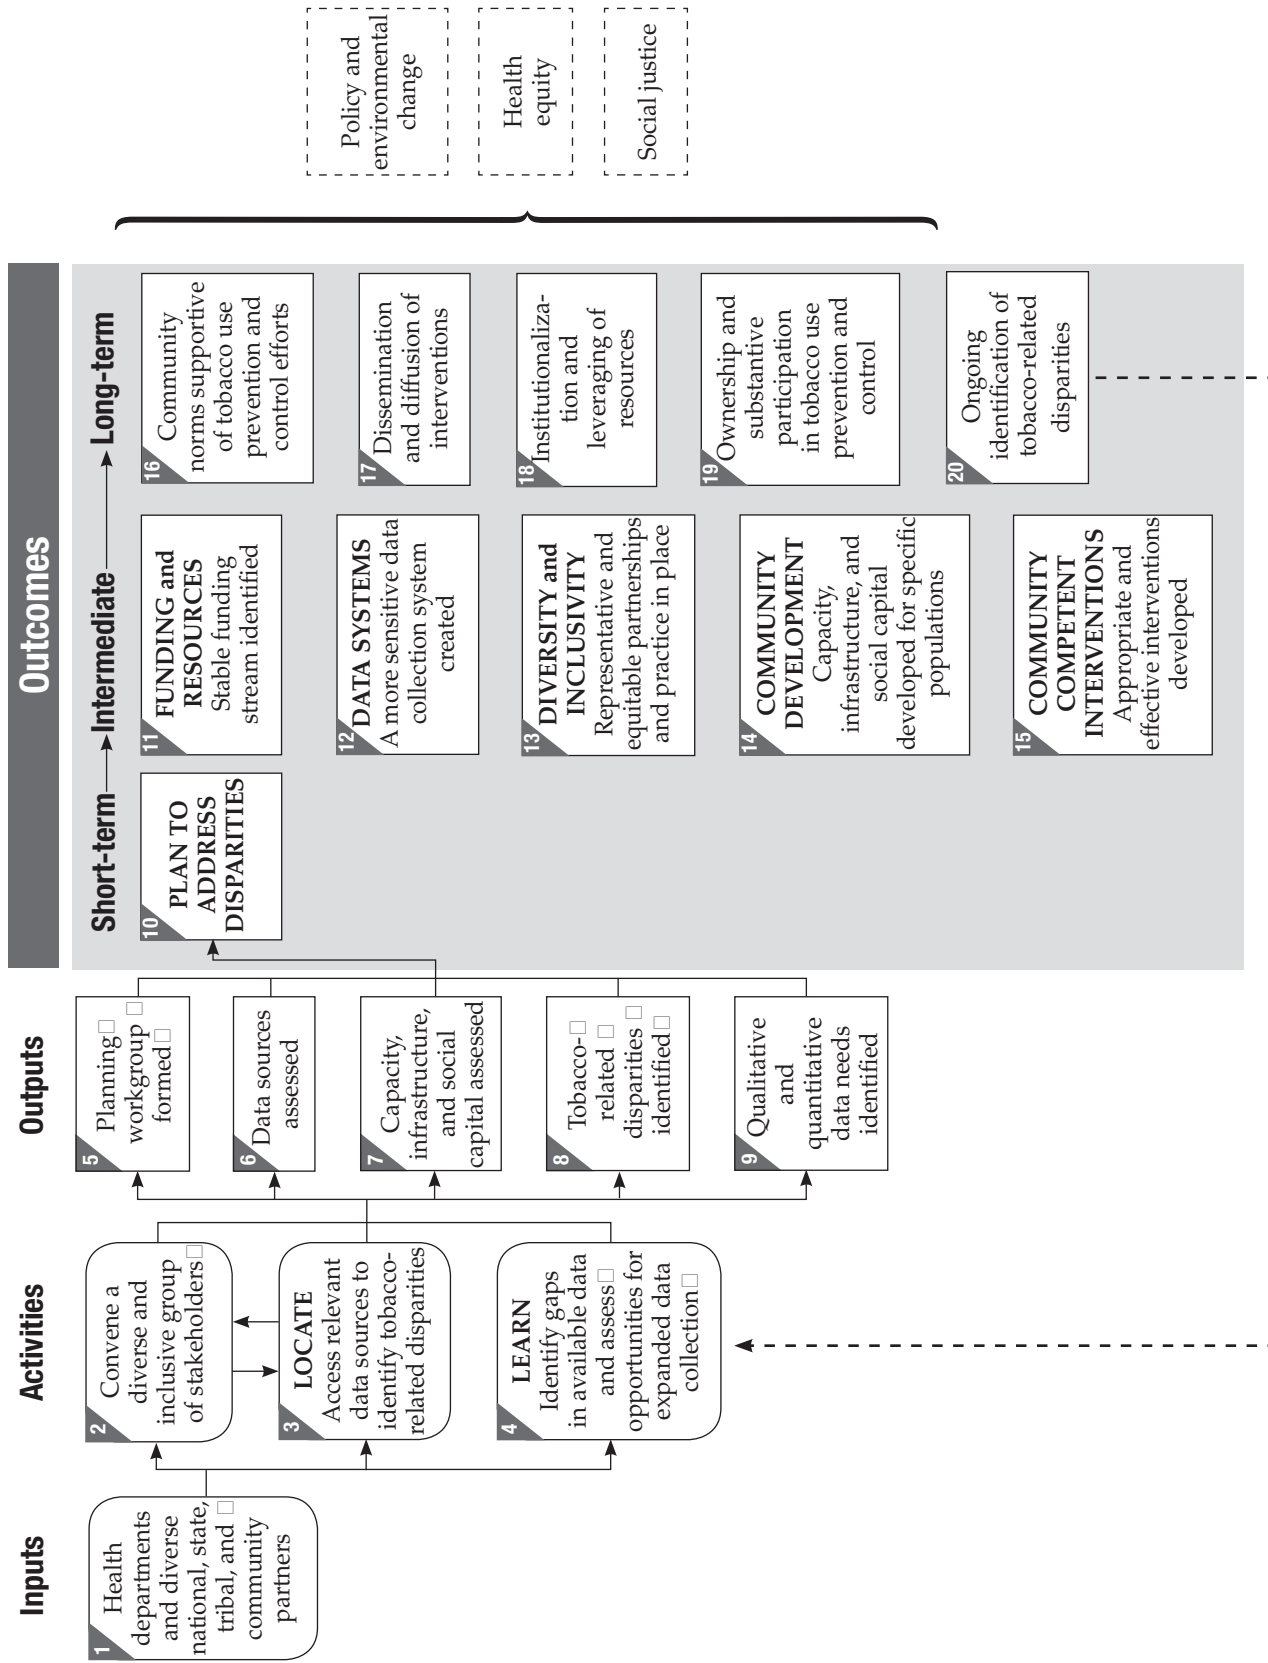 Inputs
Activities
Outputs
Outcomes
Short-term
Intermediate
Long-term
1
Health
departments
and diverse
national, state,
tribal, and
community
partners
2
Convene a
diverse and
inclusive group
of stakeholders
3
LOCATE
Access relevant
data sources to
identify tobacco-
related disparities
4
LEARN
Identify gaps
in available data
and assess
opportunities for
expanded data
collection
5
Planning
workgroup
formed
6
Data sources
assessed
7
Capacity,
infrastructure,
and social
capital assessed
8
Tobacco-
related
disparities
identified
9
Qualitative
and
quantitative
data needs
identified
10
PLAN TO
ADDRESS
DISPARITIES
11
FUNDING and
RESOURCES
Stable funding
stream identified
12
DATA SYSTEMS
A more sensitive data
collection system
created
13
DIVERSITY and
INCLUSIVITY
Representative and
equitable partnerships
and practice in place
14
COMMUNITY
DEVELOPMENT
Capacity,
infrastructure, and
social capital
developed for specific
populations
15
COMMUNITY
COMPETENT
INTERVENTIONS
Appropriate and
effective interventions
developed
16
Community
norms supportive
of tobacco use
prevention and
control efforts
17
Dissemination
and diffusion of
interventions
18
Institutionaliza-
tion and
leveraging of
resources
19
Ownership and
substantive
participation
in tobacco use
prevention and
control
20
Ongoing
identification of
tobacco-related
disparities
Policy and
environmental
change
Health
equity
Social justice